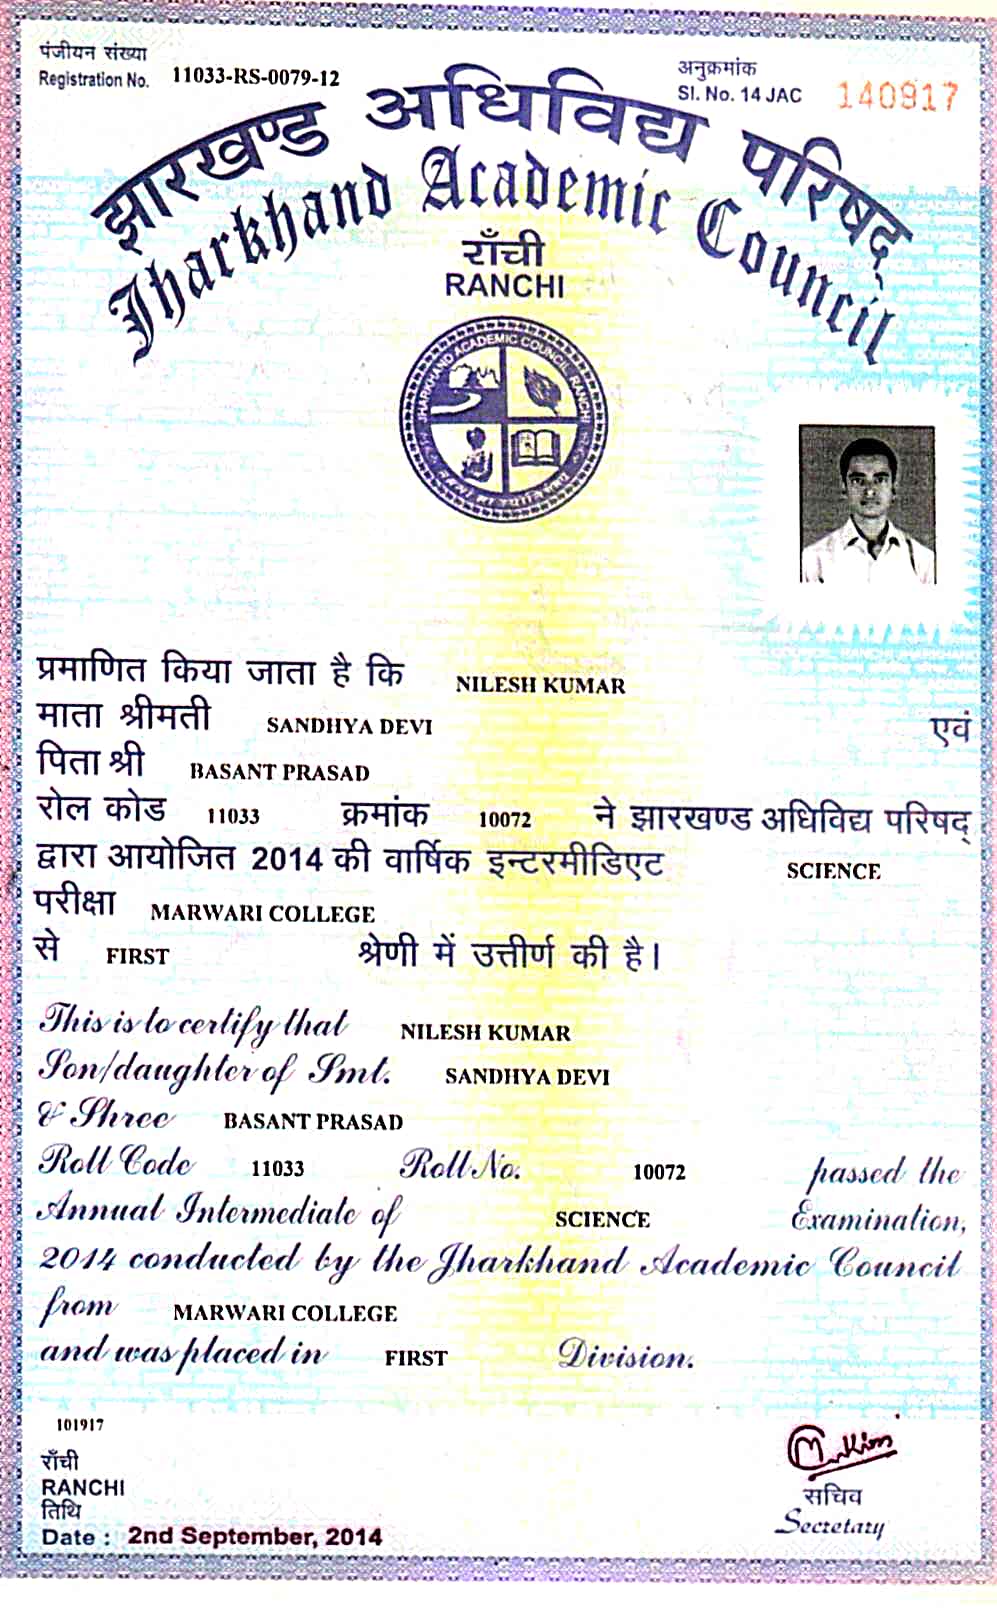 पंजीयन संख्या
Registration No. 11033-RS-0079-12
अनुक्रमांक
Sl. No. 14 JAC 140917
झारखण्ड अधिविद्य परिषद्
Jharkhand Academic Council
राँची
RANCHI
JHARKHAND ACADEMIC COUNCIL RANCHI
प्रमाणित किया जाता है कि NILESH KUMAR
माता श्रीमती SANDHYA DEVI एवं
पिता श्री BASANT PRASAD
रोल कोड 11033 क्रमांक 10072 ने झारखण्ड अधिविद्य परिषद्
द्वारा आयोजित 2014 की वार्षिक इन्टरमीडिएट SCIENCE
परीक्षा MARWARI COLLEGE
से FIRST श्रेणी में उत्तीर्ण की है।
This is to certify that NILESH KUMAR
Son/daughter of Smt. SANDHYA DEVI
& Shree BASANT PRASAD
Roll Code 11033 Roll No. 10072 passed the
Annual Intermediate of SCIENCE Examination,
2014 conducted by the Jharkhand Academic Council
from MARWARI COLLEGE
and was placed in FIRST Division.
101917
राँची
RANCHI
तिथि
Date : 2nd September, 2014
सचिव
Secretary